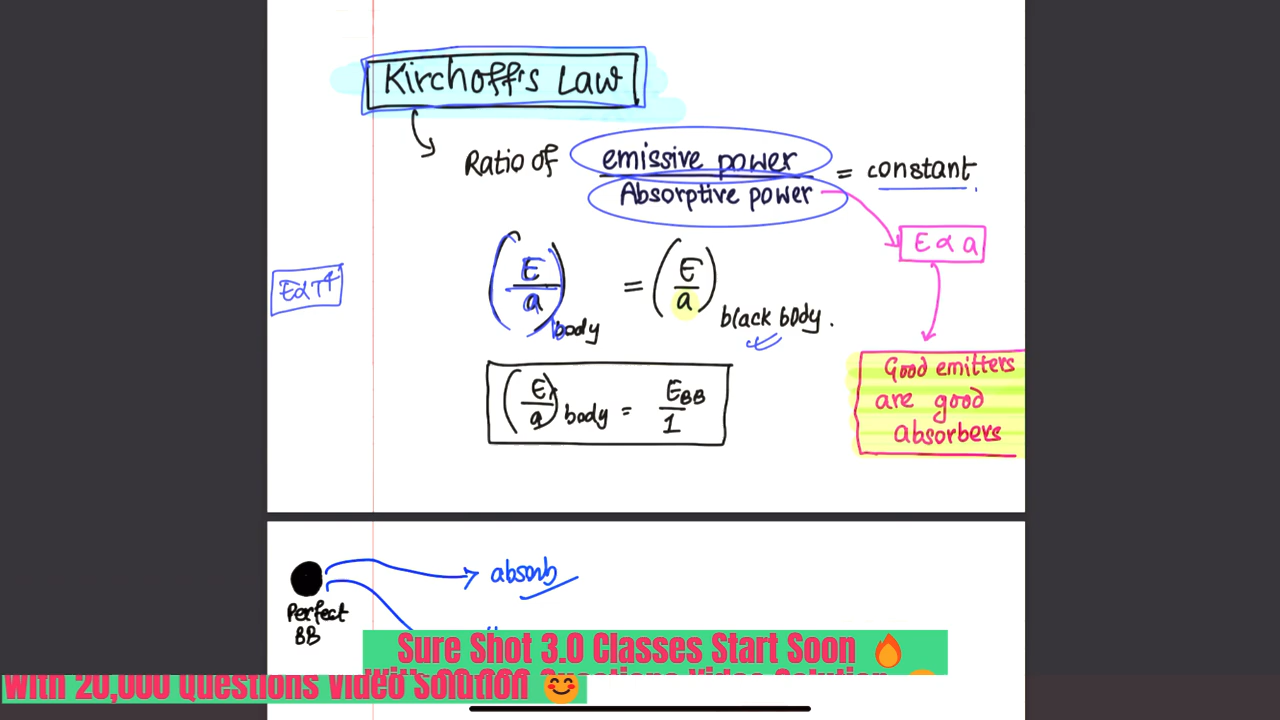 Kirchoff's Law
Ratio of emissive power = constant
Absorptive power
E ∝ a
E∝T⁴
(E/a) body = (E/a) black body.
Good emitters
are good
absorbers
(E/a) body = E_BB/1
absorb
Perfect
BB
Sure Shot 3.0 Classes Start Soon 🔥
With 20,000 Questions Video Solution 😊